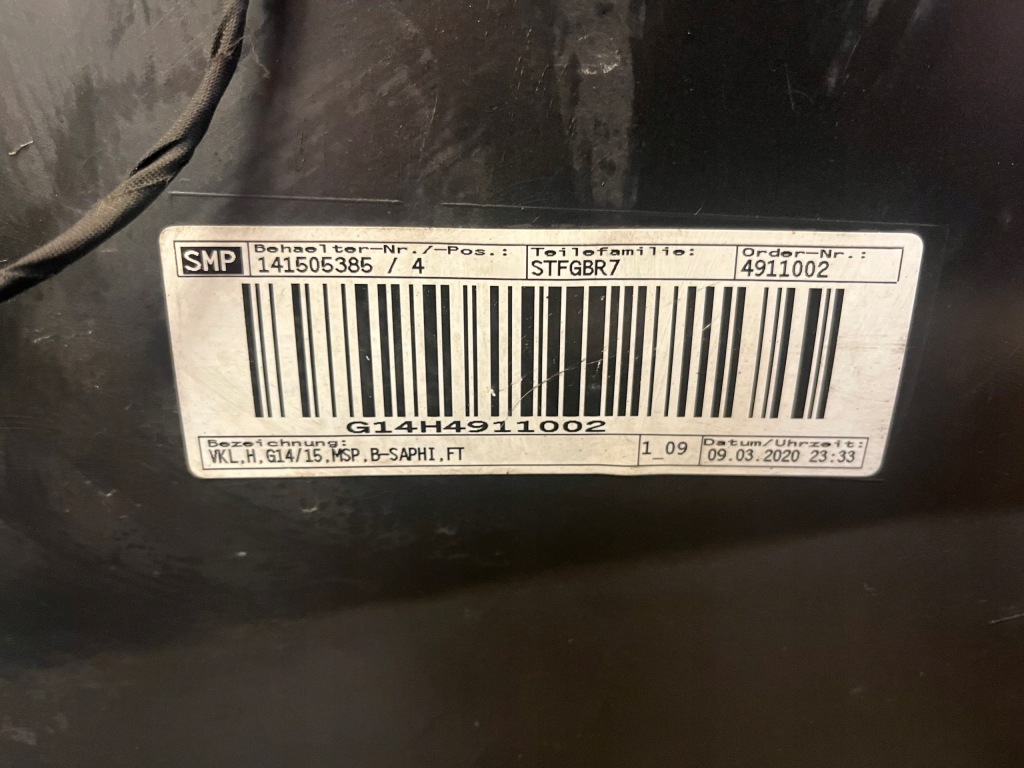 SMP
Behaelter-Nr./-Pos.: Teilefamilie: Order-Nr.:
141505385 / 4 STFGBR7 4911002
G14H4911002
Bezeichnung: Datum/Uhrzeit:
VKL,H,G14/15,MSP,B-SAPHI,FT 1_09 09.03.2020 23:33